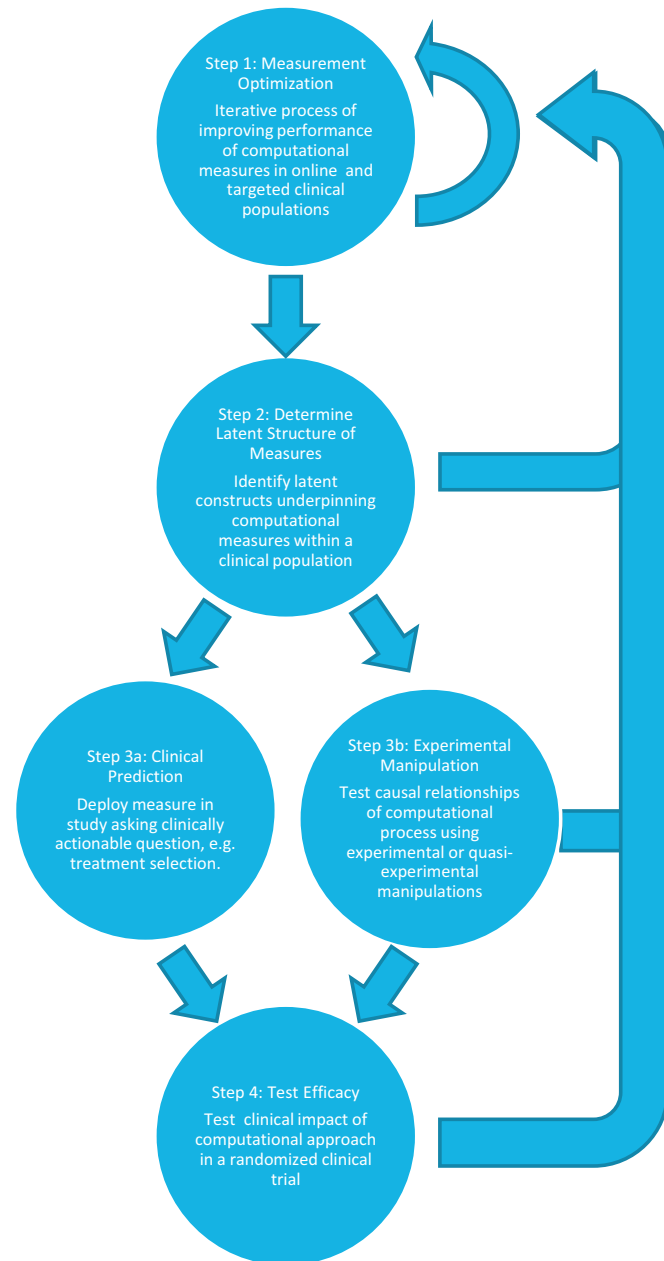 Step 1: Measurement
Optimization
Iterative process of
improving performance
of computational
measures in online and
targeted clinical
populations
Step 2: Determine
Latent Structure of
Measures
Identify latent
constructs underpinning
computational
measures within a
clinical population
Step 3a: Clinical
Prediction
Deploy measure in
study asking clinically
actionable question, e.g.
treatment selection.
Step 3b: Experimental
Manipulation
Test causal relationships
of computational
process using
experimental or quasi-
experimental
manipulations
Step 4: Test Efficacy
Test clinical impact of
computational approach
in a randomized clinical
trial